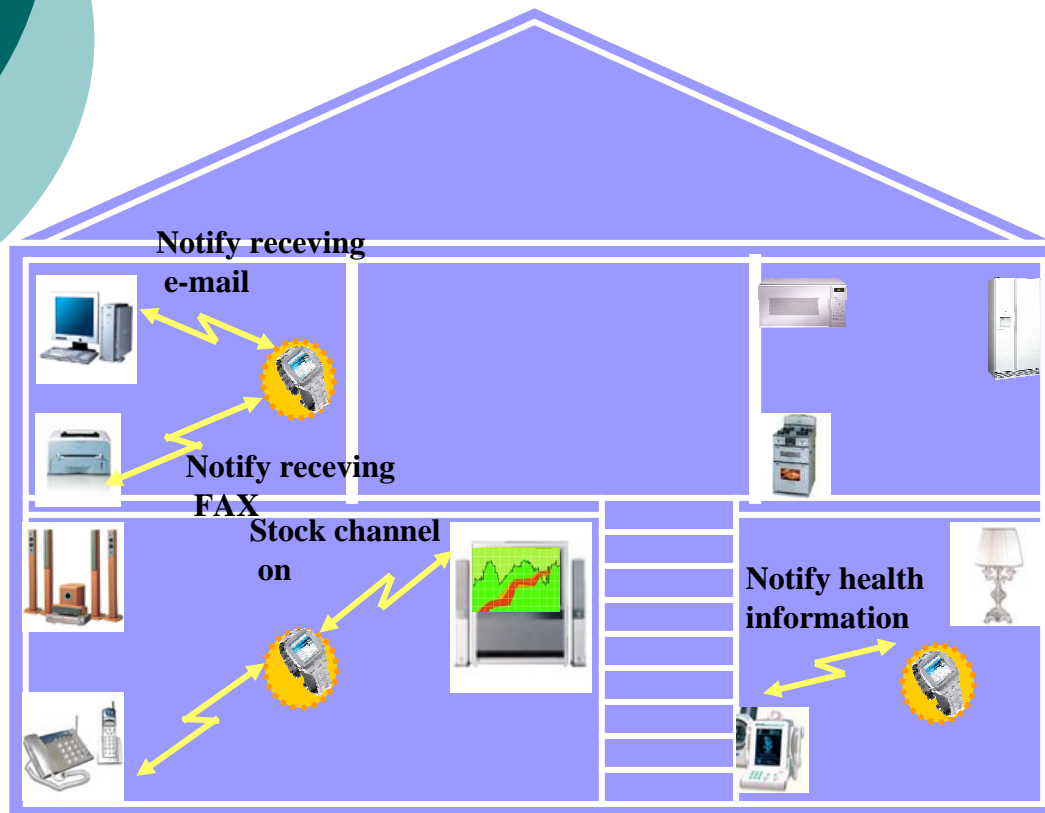 Notify receving
e-mail
Notify receving
FAX
Stock channel
on
Notify health
information